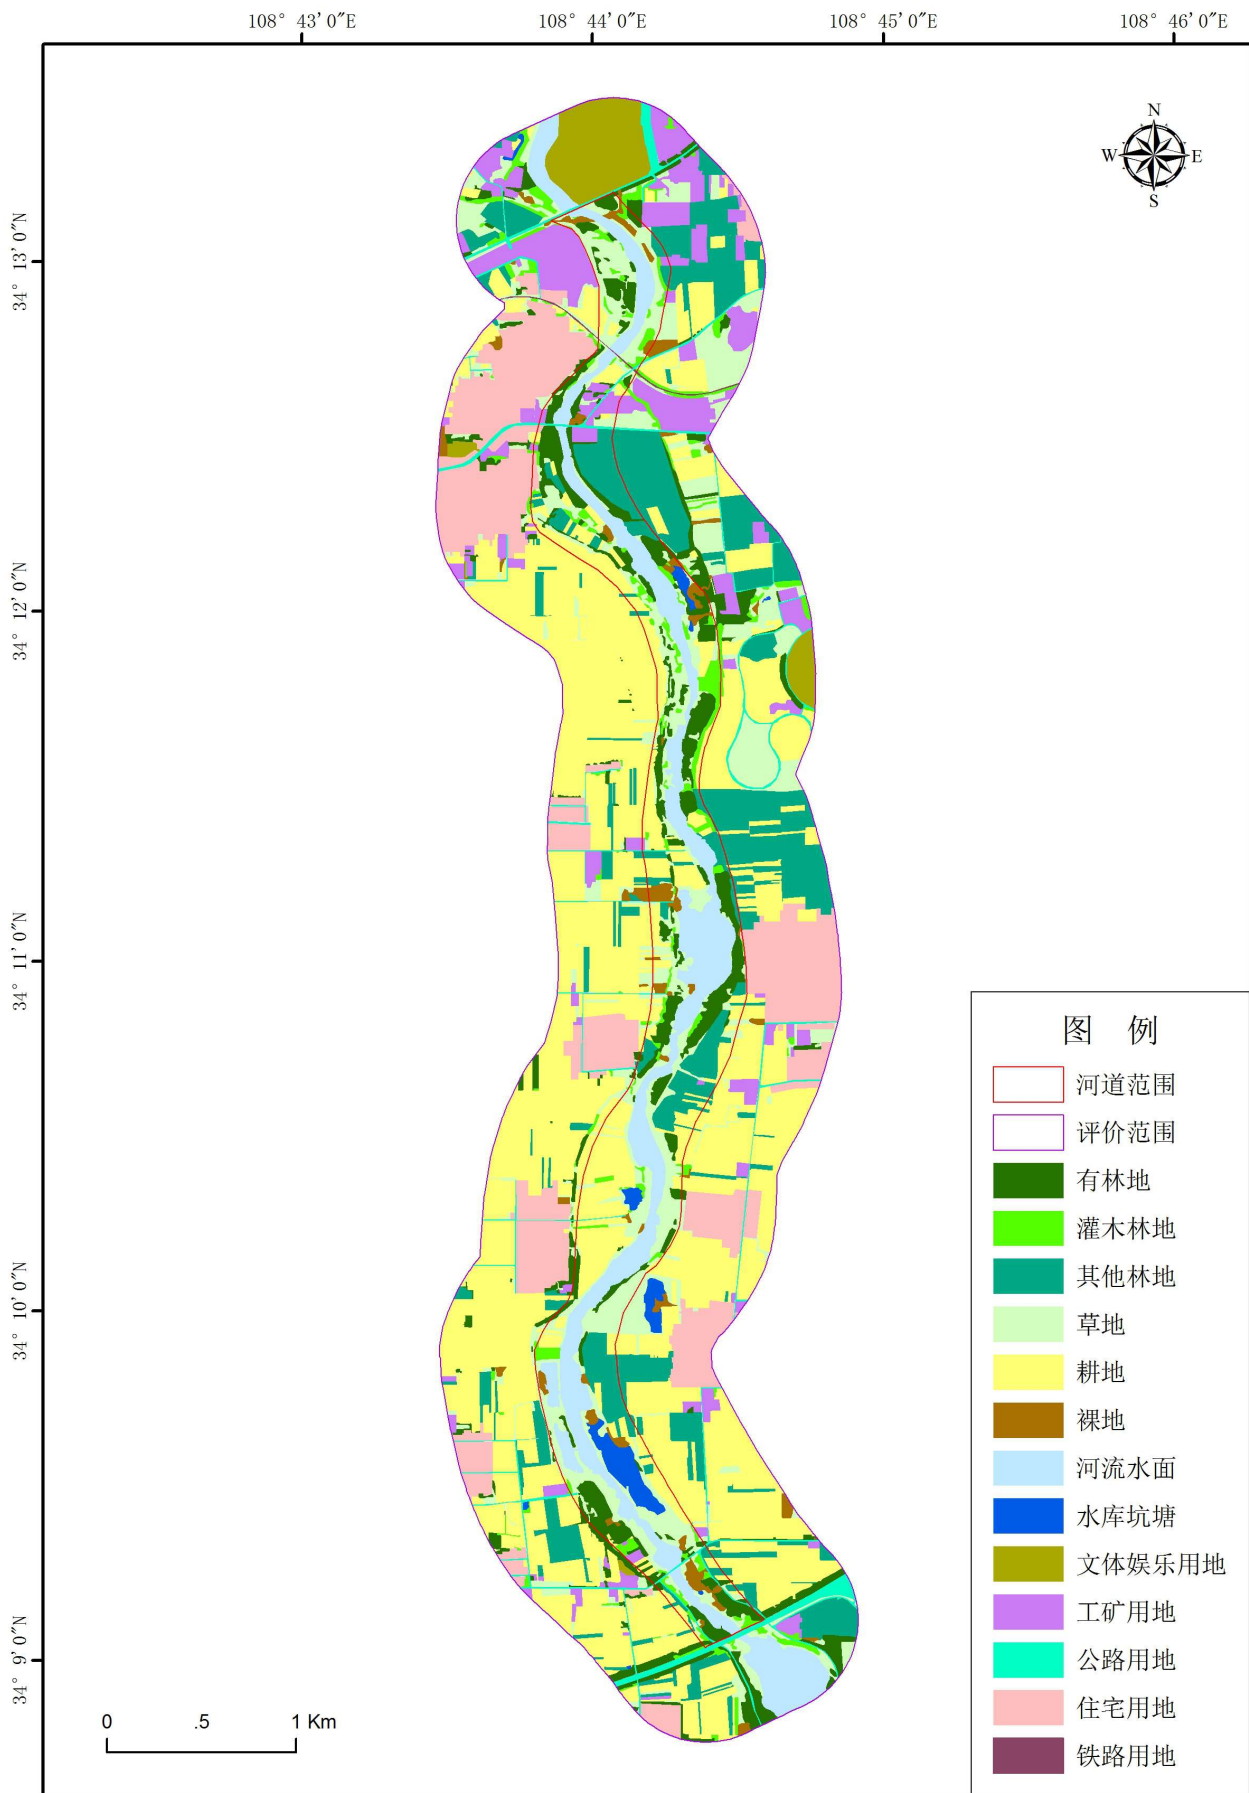 108° 43′ 0″E
108° 44′ 0″E
108° 45′ 0″E
108° 46′ 0″E
N
W
E
S
34° 13′ 0″N
34° 12′ 0″N
34° 11′ 0″N
34° 10′ 0″N
34° 9′ 0″N
图 例
河道范围
评价范围
有林地
灌木林地
其他林地
草地
耕地
裸地
河流水面
水库坑塘
文体娱乐用地
工矿用地
公路用地
住宅用地
铁路用地
0 .5 1 Km